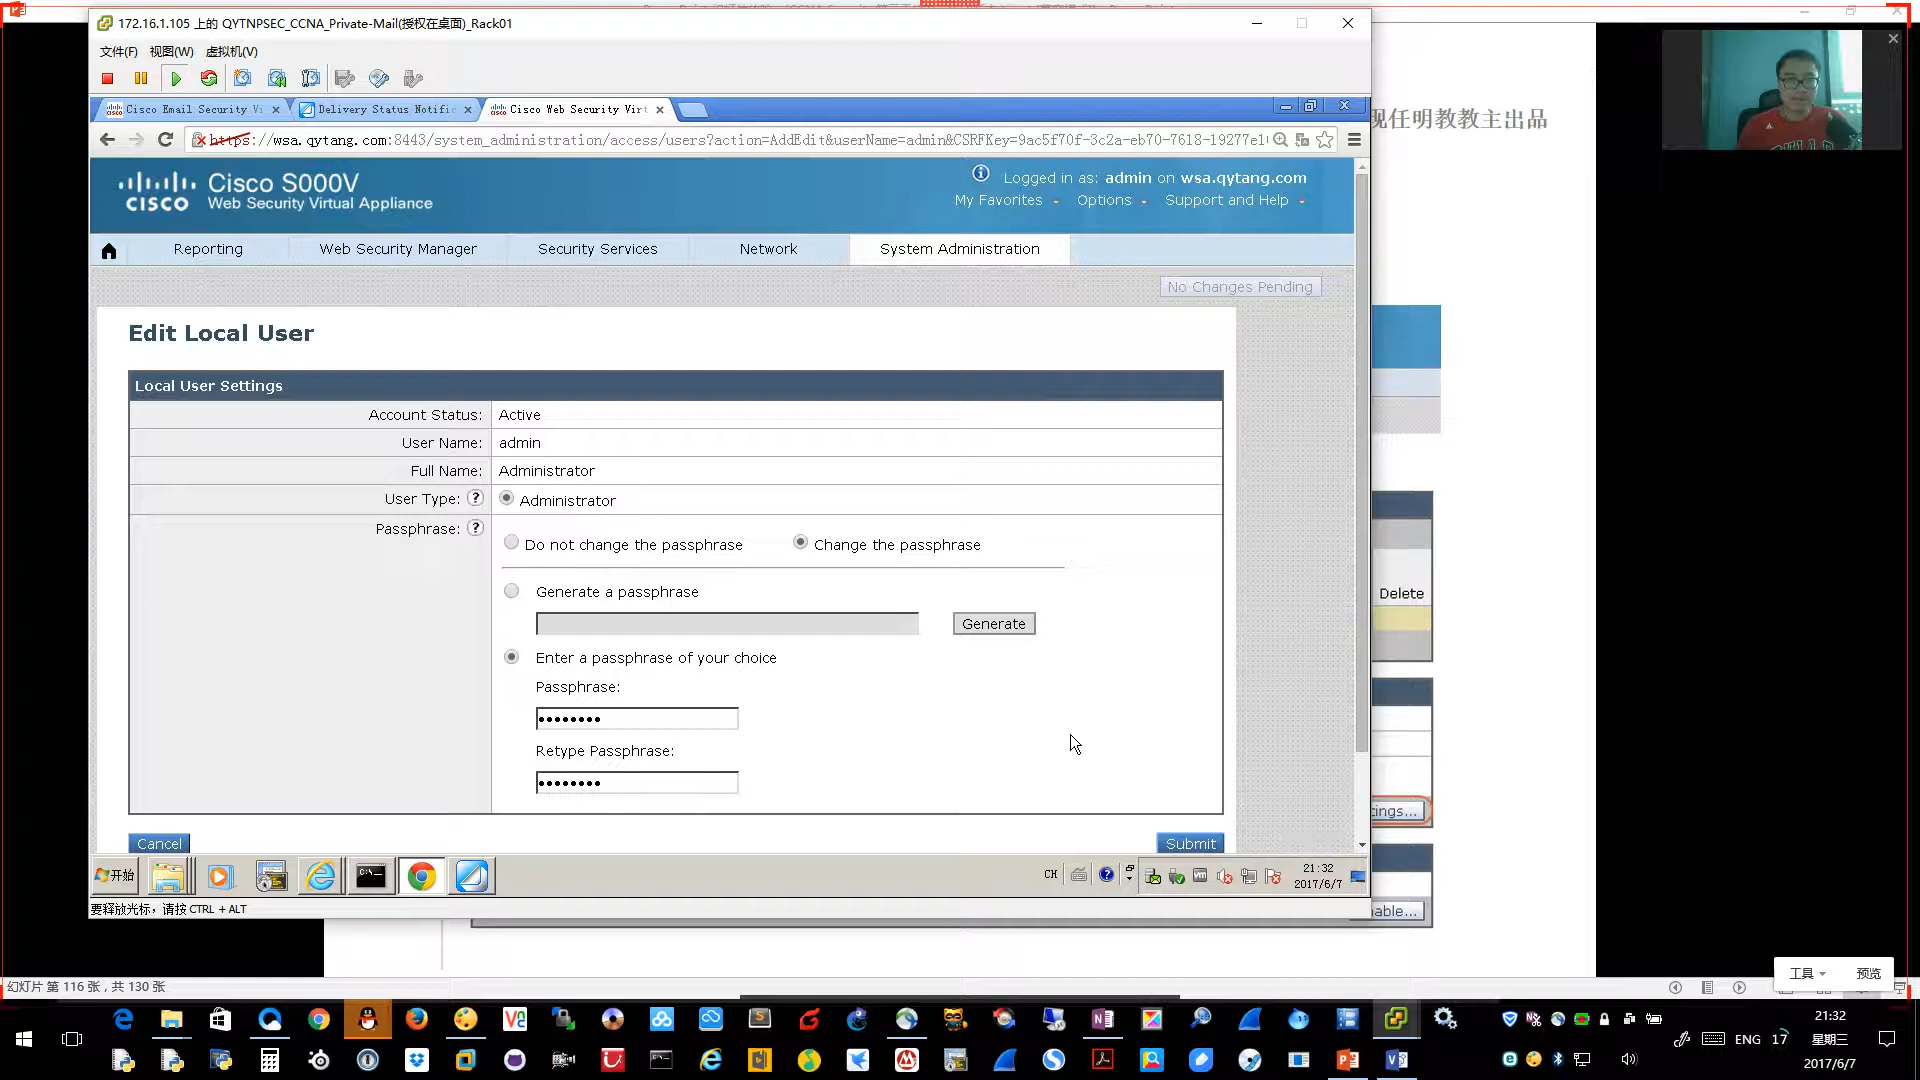 172.16.1.105 上的 QYTNPSEC_CCNA_Private-Mail(授权在桌面)_Rack01
文件(F) 视图(W) 虚拟机(V)
Cisco Email Security Vi
Delivery Status Notific
Cisco Web Security Virt
https://wsa.qytang.com:8443/system_administration/access/users?action=AddEdit&userName=admin&CSRFKey=9ac5f70f-3c2a-eb70-7618-19277e1
现任明教教主出品
CISCO
Cisco S000V
Web Security Virtual Appliance
Logged in as: admin on wsa.qytang.com
My Favorites Options Support and Help
Reporting Web Security Manager Security Services Network System Administration
No Changes Pending
Edit Local User
Local User Settings
Account Status: Active
User Name: admin
Full Name: Administrator
User Type: ? Administrator
Passphrase: ?
Do not change the passphrase Change the passphrase
Generate a passphrase
Generate
Enter a passphrase of your choice
Passphrase:
Retype Passphrase:
Cancel Submit
Delete
ings...
able...
开始
CH
21:32
2017/6/7
要释放光标，请按 CTRL + ALT
工具 预览
幻灯片 第 116 张，共 130 张
ENG 17
21:32
星期三
2017/6/7